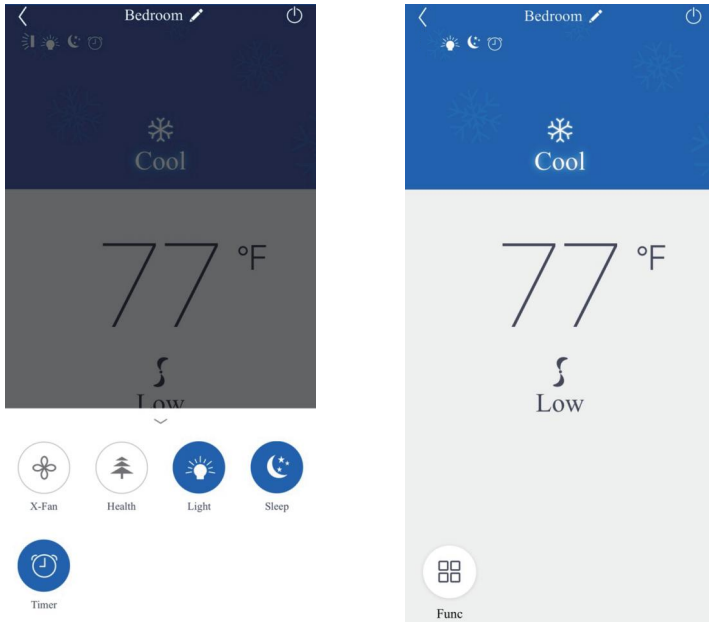 Bedroom
Cool
77 °F
Low
X-Fan Health Light Sleep
Timer
Bedroom
Cool
77 °F
Low
Func